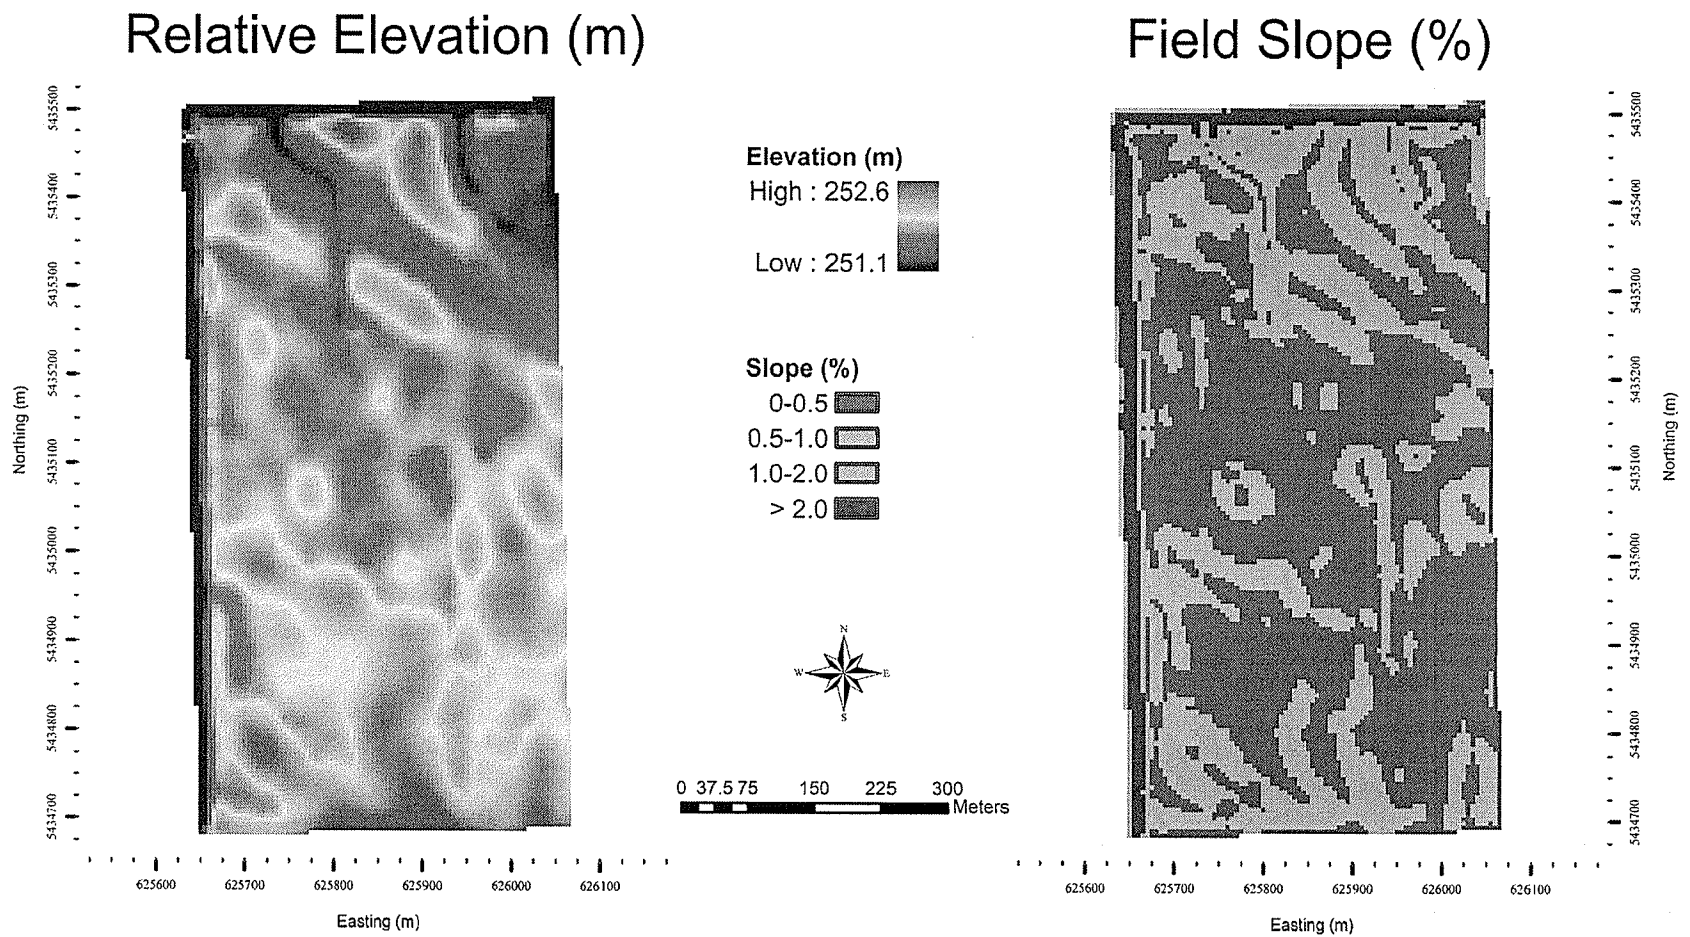 Relative Elevation (m)
Field Slope (%)
5435500
5435400
5435300
5435200
5435100
5435000
5434900
5434800
5434700
Northing (m)
625600 625700 625800 625900 626000 626100
Easting (m)
Elevation (m)
High : 252.6
Low : 251.1
Slope (%)
0-0.5
0.5-1.0
1.0-2.0
> 2.0
N
W E
S
0 37.5 75 150 225 300
Meters
5435500
5435400
5435300
5435200
5435100
5435000
5434900
5434800
5434700
Northing (m)
625600 625700 625800 625900 626000 626100
Easting (m)